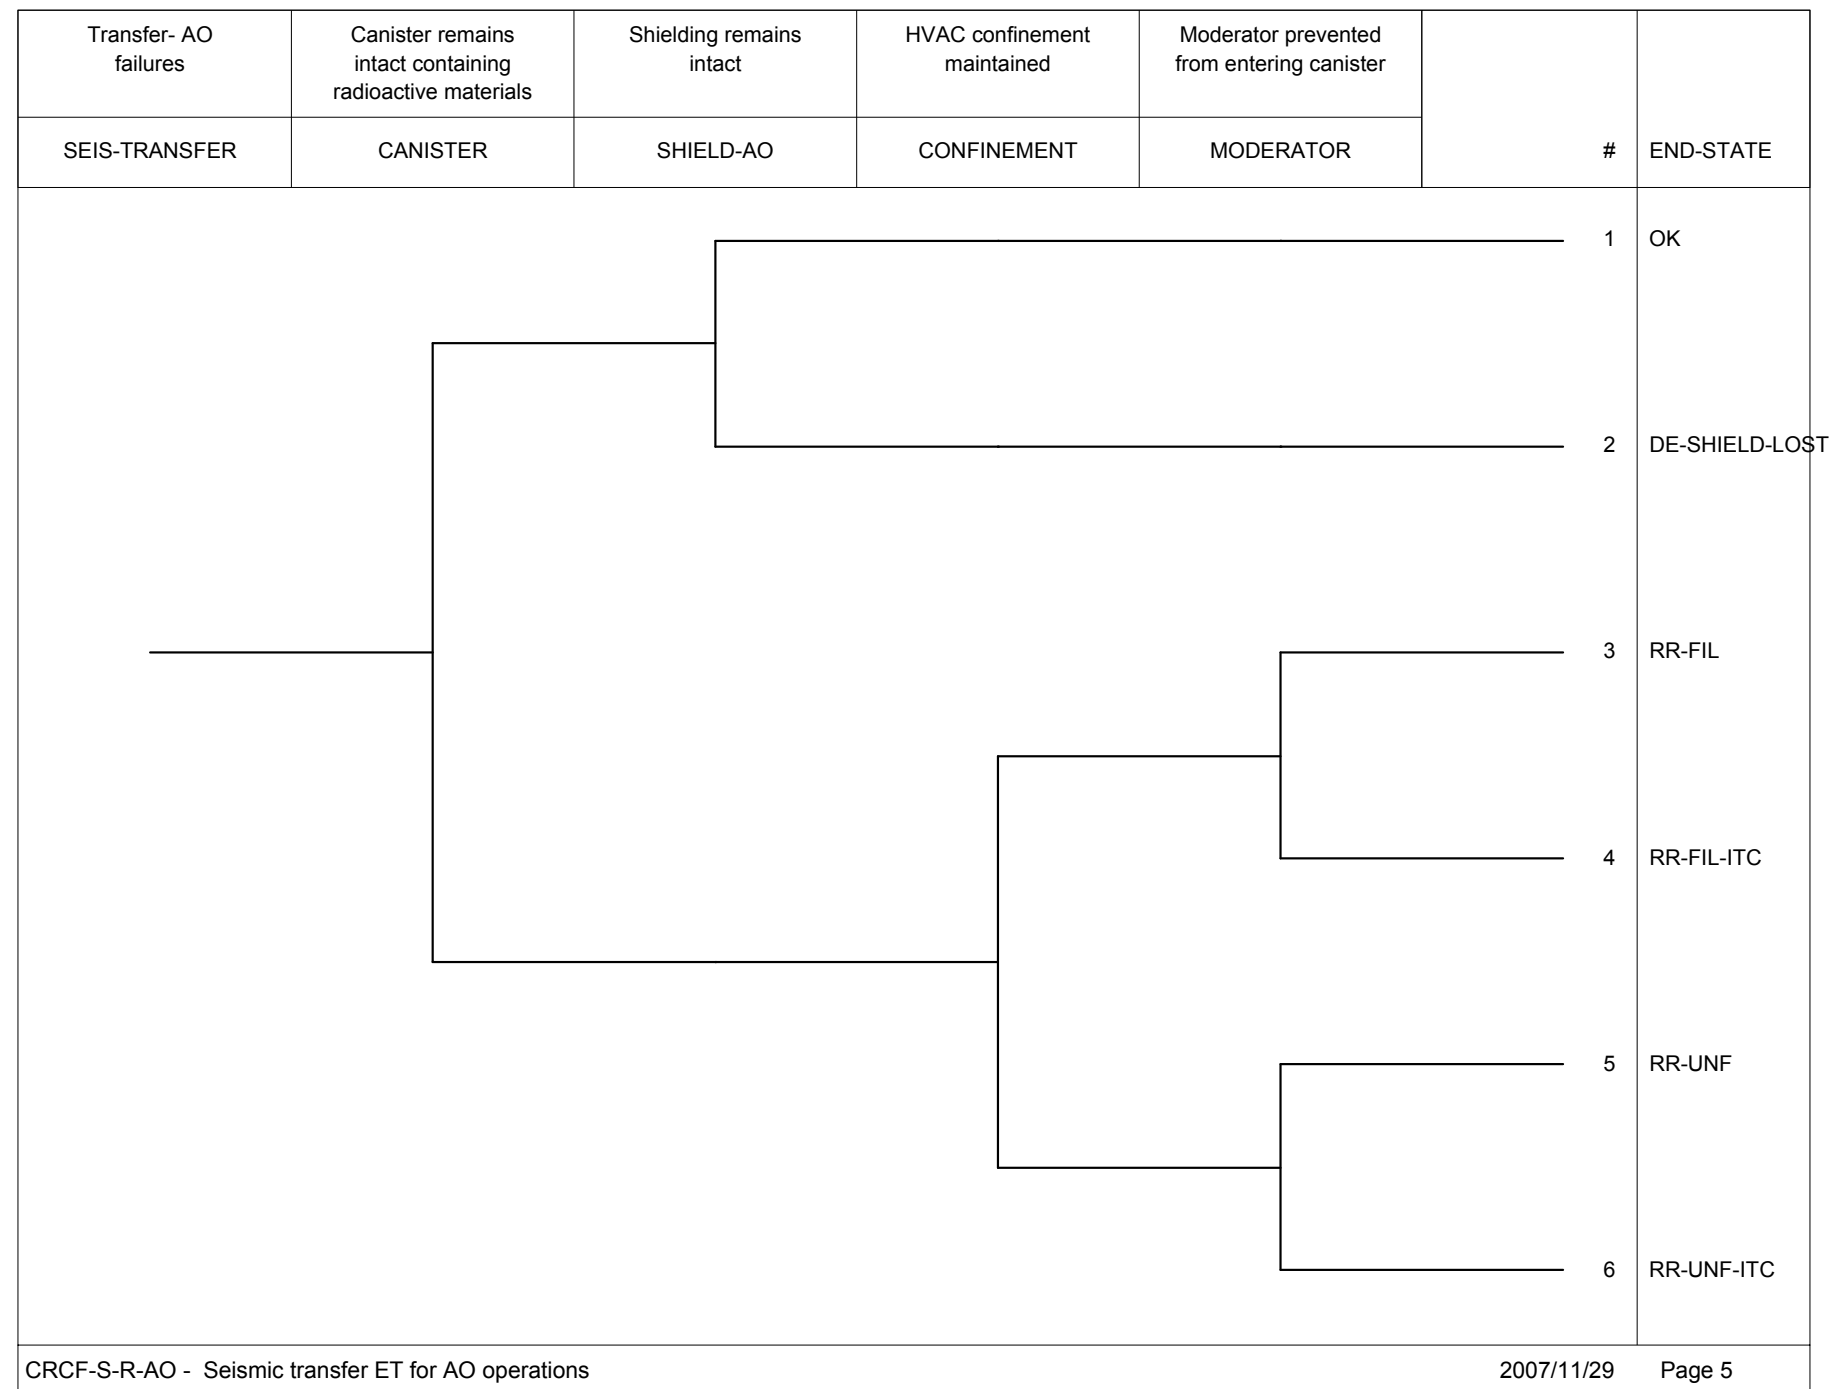 Transfer- AO
failures
Canister remains
intact containing
radioactive materials
Shielding remains
intact
HVAC confinement
maintained
Moderator prevented
from entering canister
SEIS-TRANSFER
CANISTER
SHIELD-AO
CONFINEMENT
MODERATOR
#
END-STATE
1 OK
2 DE-SHIELD-LOST
3 RR-FIL
4 RR-FIL-ITC
5 RR-UNF
6 RR-UNF-ITC
CRCF-S-R-AO - Seismic transfer ET for AO operations
2007/11/29 Page 5